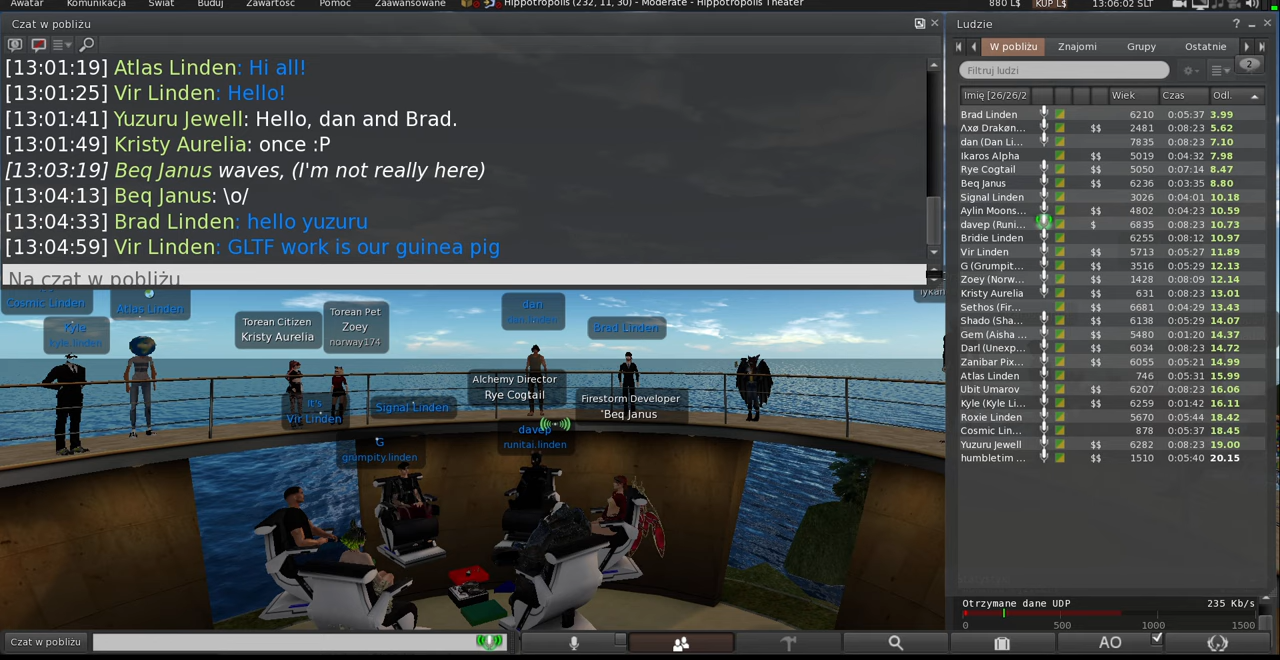 Awatar Komunikacja Świat Buduj Zawartość Pomoc Zaawansowane Hippotropolis (232, 11, 30) - Moderate - Hippotropolis Theater 880 L$ KUP L$ 13:06:02 SLT
Czat w pobliżu
[13:01:19] Atlas Linden: Hi all!
[13:01:25] Vir Linden: Hello!
[13:01:41] Yuzuru Jewell: Hello, dan and Brad.
[13:01:49] Kristy Aurelia: once :P
[13:03:19] Beq Janus waves, (I'm not really here)
[13:04:13] Beq Janus: \o/
[13:04:33] Brad Linden: hello yuzuru
[13:04:59] Vir Linden: GLTF work is our guinea pig
Na czat w pobliżu
Cosmic Linden
Atlas Linden
Kyle
kyle.linden
Torean Citizen
Kristy Aurelia
Torean Pet
Zoey
norway174
dan
dan.linden
Brad Linden
it's
Vir Linden
Signal Linden
Alchemy Director
Rye Cogtail
Firestorm Developer
Beq Janus
G
grumpity.linden
davep
runitai.linden
Ludzie
? _
W pobliżu Znajomi Grupy Ostatnie
Filtruj ludzi
2
Imię [26/26/2 Wiek Czas Odl.
Brad Linden 6210 0:05:37 3.99
Λxø Drakøn... $$ 2481 0:08:23 5.62
dan (Dan Li... 7835 0:08:23 7.10
Ikaros Alpha $$ 5019 0:04:32 7.98
Rye Cogtail $$ 5050 0:07:14 8.47
Beq Janus $$ 6236 0:03:35 8.80
Signal Linden 3026 0:04:01 10.18
Aylin Moons... $$ 4802 0:04:23 10.59
davep (Runi... $ 6835 0:08:23 10.73
Bridie Linden 6255 0:08:12 10.97
Vir Linden $$ 5713 0:05:27 11.89
G (Grumpit... $$ 3516 0:05:29 12.13
Zoey (Norw... $$ 1428 0:08:09 12.14
Kristy Aurelia $$ 631 0:08:23 13.01
Sethos (Fir... $$ 6681 0:04:29 13.43
Shado (Sha... $$ 6138 0:05:29 14.07
Gem (Aisha ... $$ 5480 0:01:20 14.37
Darl (Unexp... $$ 6034 0:08:23 14.72
Zanibar Pix... $$ 6055 0:05:21 14.99
Atlas Linden 746 0:05:31 15.99
Ubit Umarov $$ 6207 0:08:23 16.06
Kyle (Kyle Li... $$ 6259 0:01:42 16.11
Roxie Linden 5670 0:05:44 18.42
Cosmic Lin... 878 0:05:37 18.45
Yuzuru Jewell $$ 6282 0:08:23 19.00
humbletim ... $$ 1510 0:05:40 20.15
Otrzymane dane UDP 235 Kb/s
0 500 1000 1500
Czat w pobliżu
AO